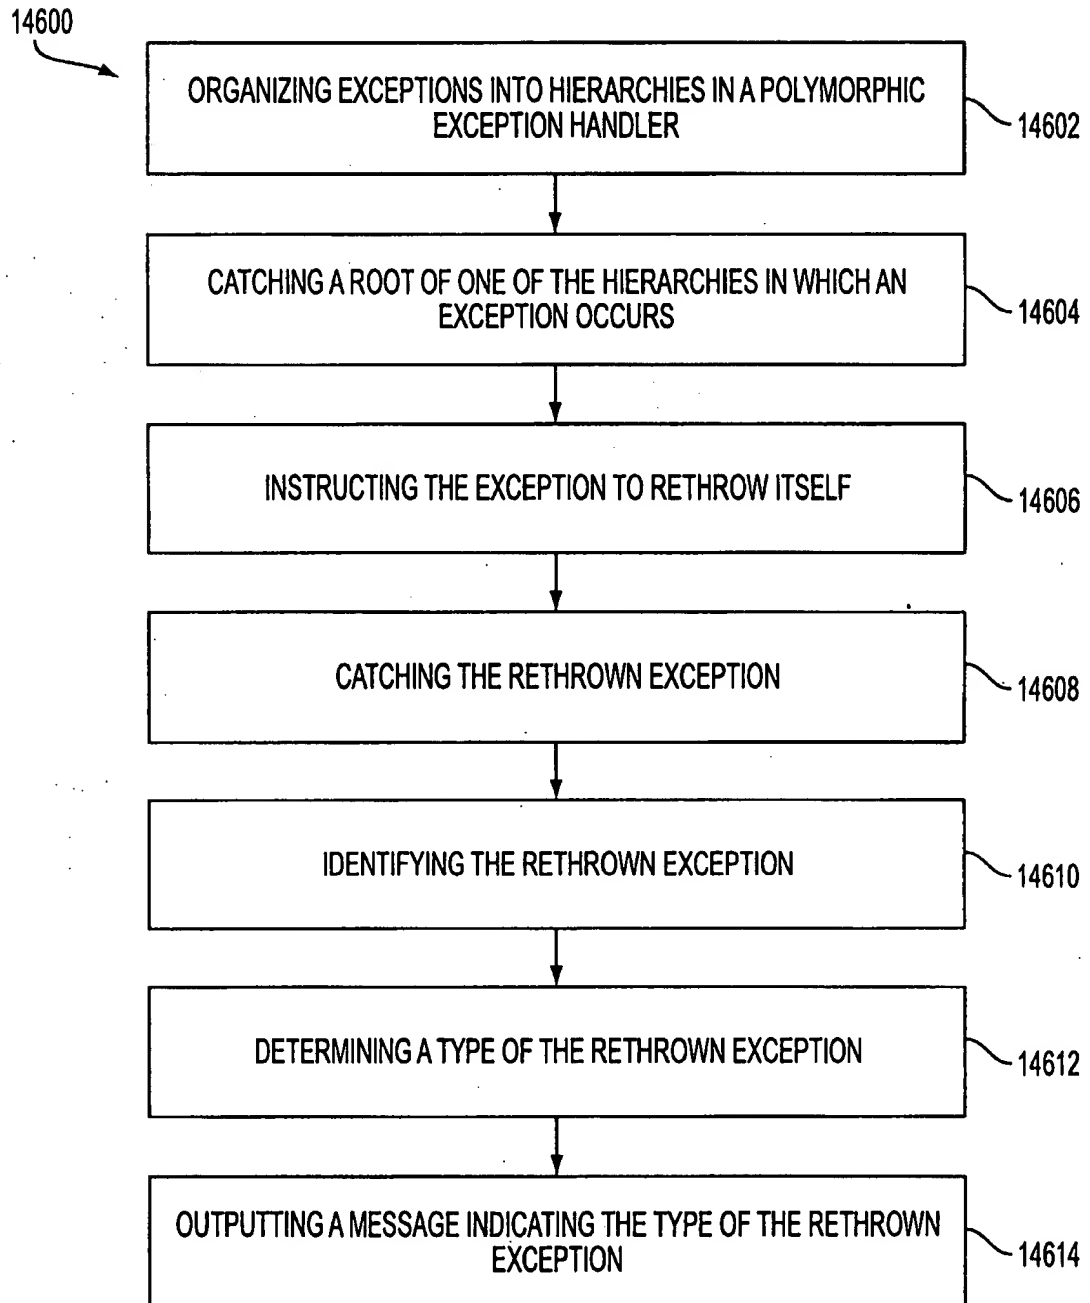 14600
ORGANIZING EXCEPTIONS INTO HIERARCHIES IN A POLYMORPHIC
EXCEPTION HANDLER
14602
CATCHING A ROOT OF ONE OF THE HIERARCHIES IN WHICH AN
EXCEPTION OCCURS
14604
INSTRUCTING THE EXCEPTION TO RETHROW ITSELF
14606
CATCHING THE RETHROWN EXCEPTION
14608
IDENTIFYING THE RETHROWN EXCEPTION
14610
DETERMINING A TYPE OF THE RETHROWN EXCEPTION
14612
OUTPUTTING A MESSAGE INDICATING THE TYPE OF THE RETHROWN
EXCEPTION
14614